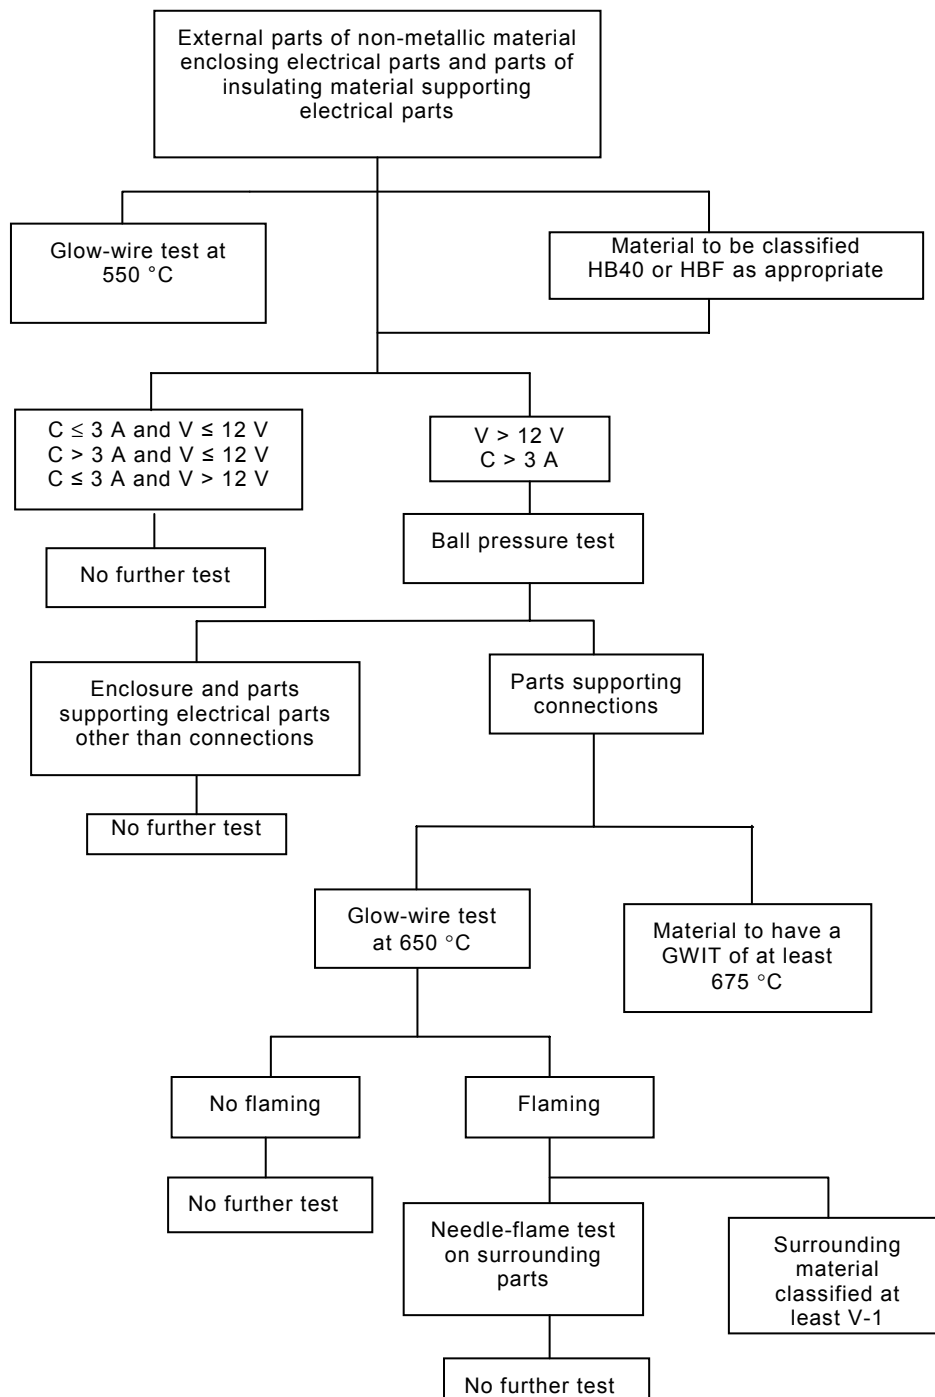 External parts of non-metallic material
enclosing electrical parts and parts of
insulating material supporting
electrical parts
Glow-wire test at
550 °C
Material to be classified
HB40 or HBF as appropriate
C ≤ 3 A and V ≤ 12 V
C > 3 A and V ≤ 12 V
C ≤ 3 A and V > 12 V
V > 12 V
C > 3 A
Ball pressure test
No further test
Enclosure and parts
supporting electrical parts
other than connections
Parts supporting
connections
No further test
Glow-wire test
at 650 °C
Material to have a
GWIT of at least
675 °C
No flaming
Flaming
No further test
Needle-flame test
on surrounding
parts
Surrounding
material
classified at
least V-1
No further test